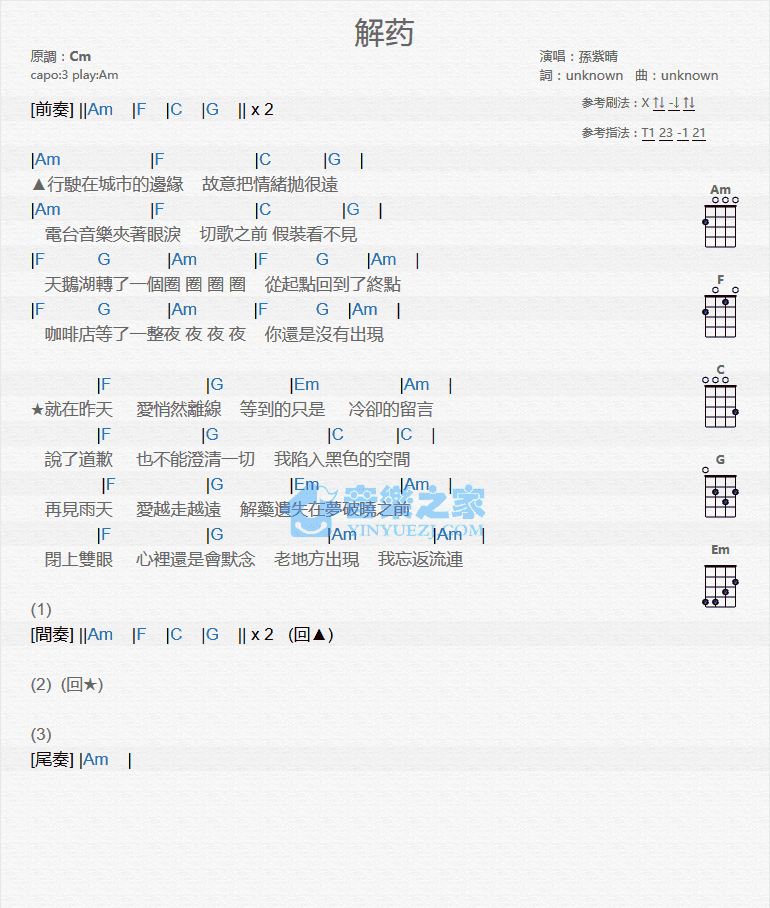 解药
原調：Cm
capo:3 play:Am
演唱：孫紫晴
詞：unknown 曲：unknown
参考刷法：X ↑↓ -↓ ↑↓
参考指法：T1 23 -1 21
[前奏] ||Am |F |C |G || x 2
|Am |F |C |G |
▲行駛在城市的邊緣 故意把情緒拋很遠
|Am |F |C |G |
電台音樂夾著眼淚 切歌之前 假裝看不見
|F G |Am |F G |Am |
天鵝湖轉了一個圈 圈 圈 圈 從起點回到了終點
|F G |Am |F G |Am |
咖啡店等了一整夜 夜 夜 夜 你還是沒有出現
|F |G |Em |Am |
★就在昨天 愛悄然離線 等到的只是 冷卻的留言
|F |G |C |C |
說了道歉 也不能澄清一切 我陷入黑色的空間
|F |G |Em |Am |
再見雨天 愛越走越遠 解藥遺失在夢破曉之前
|F |G |Am |Am |
閉上雙眼 心裡還是會默念 老地方出現 我忘返流連
(1)
[間奏] ||Am |F |C |G || x 2 (回▲)
(2) (回★)
(3)
[尾奏] |Am |
Am
F
C
G
Em
音樂之家
YINYUEZJ.COM